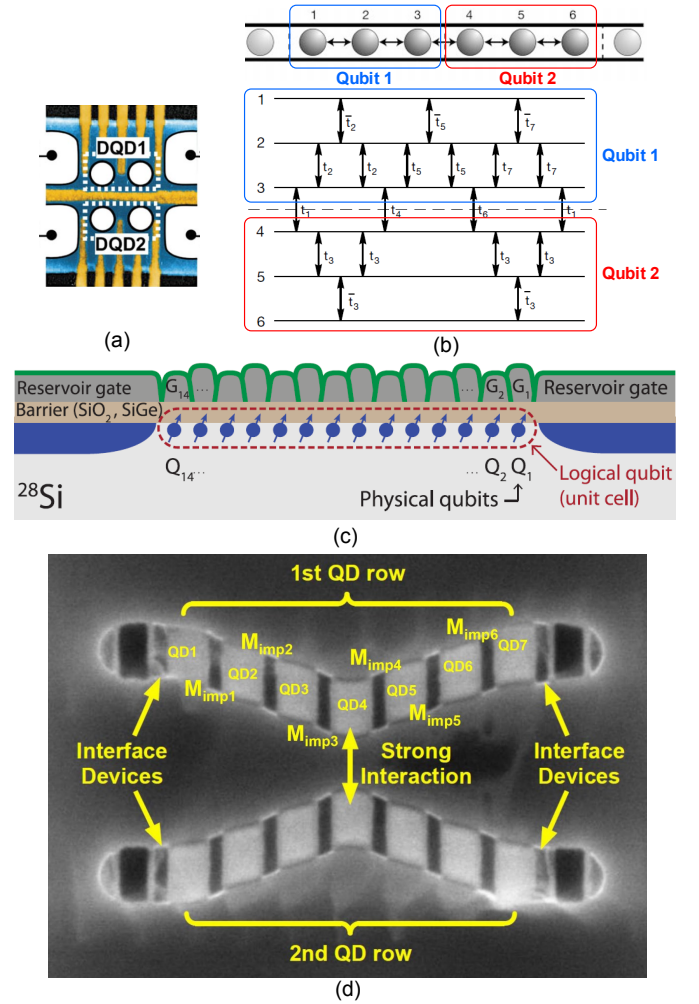 DQD1
DQD2
(a)
1 2 3 4 5 6
Qubit 1 Qubit 2
1
t̄₂ t̄₅ t̄₇
2
Qubit 1
t₂ t₂ t₅ t₅ t₇ t₇
3
t₁ t₄ t₆ t₁
4
t₃ t₃ t₃ t₃
Qubit 2
5
t̄₃ t̄₃
6
(b)
Reservoir gate G₁₄ ... ... G₂ G₁ Reservoir gate
Barrier (SiO₂, SiGe)
Q₁₄... ... Q₂ Q₁
Logical qubit
(unit cell)
²⁸Si
Physical qubits
(c)
1st QD row
QD1 QD2 QD3 QD4 QD5 QD6 QD7
Mimp1 Mimp2 Mimp3 Mimp4 Mimp5 Mimp6
Interface
Devices
Strong
Interaction
Interface
Devices
2nd QD row
(d)